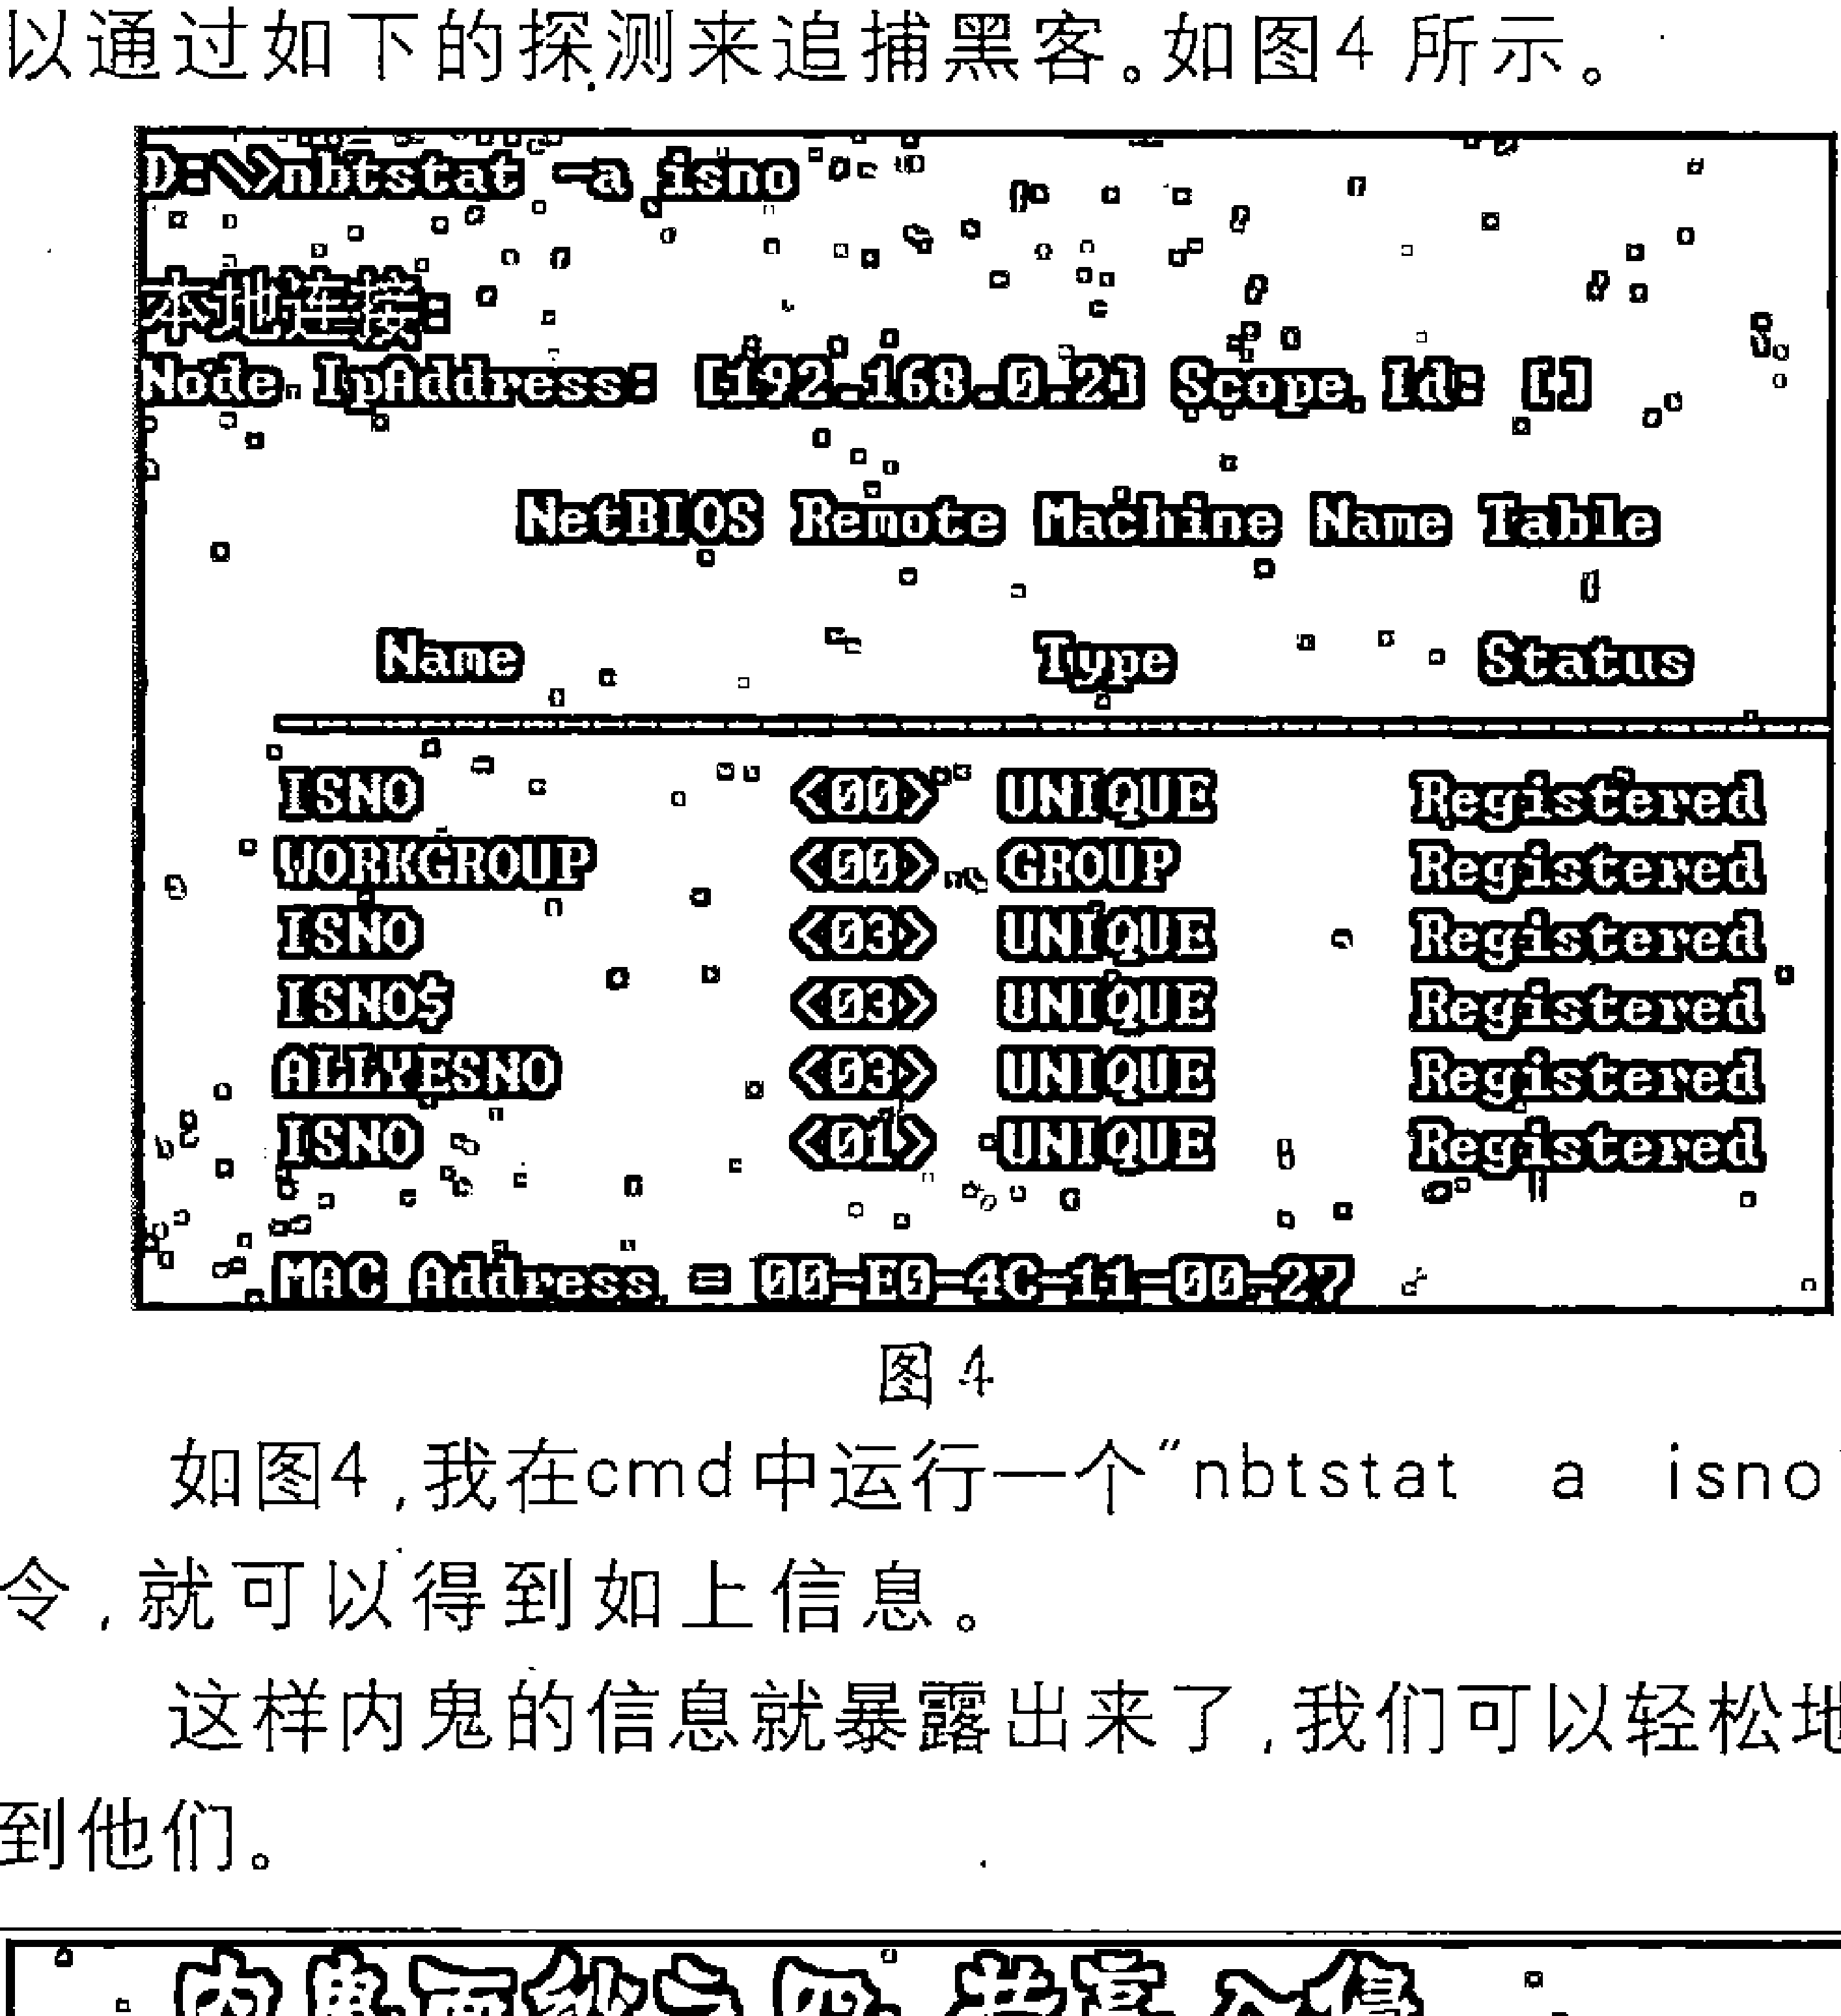 以通过如下的探测来追捕黑客。如图4 所示。
D:\>nbtstat -a isno
本地连接:
Node IpAddress: [192.168.0.2] Scope Id: []
NetBIOS Remote Machine Name Table
Name Type Status
ISNO <00> UNIQUE Registered
WORKGROUP <00> GROUP Registered
ISNO <03> UNIQUE Registered
ISNO$ <03> UNIQUE Registered
ALLYESNO <03> UNIQUE Registered
ISNO <01> UNIQUE Registered
MAC Address = 00-E0-4C-11-00-27
图 4
如图4,我在cmd中运行一个“nbtstat a isno
令,就可以得到如上信息。
这样内鬼的信息就暴露出来了,我们可以轻松地
到他们。